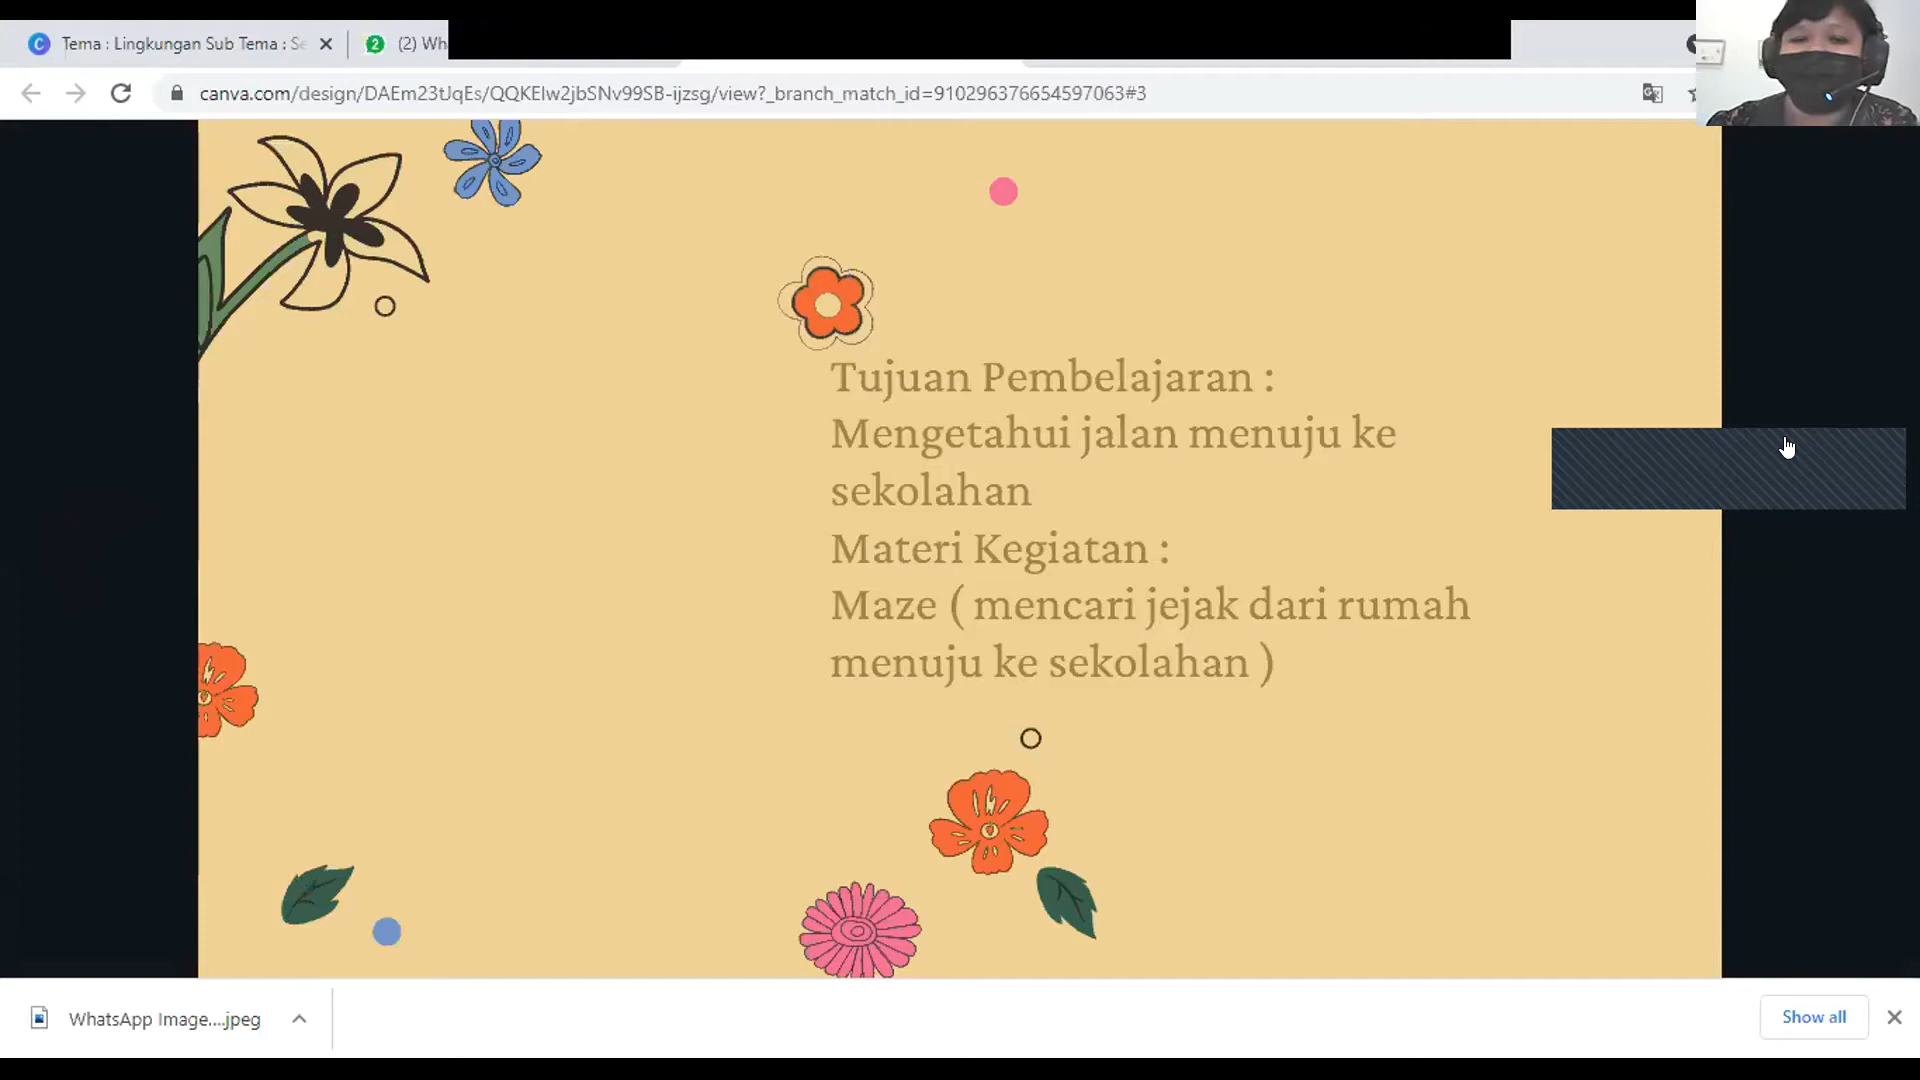 Tema : Lingkungan Sub Tema : Se
2
(2) Wh
canva.com/design/DAEm23tJqEs/QQKElw2jbSNv99SB-ijzsg/view?_branch_match_id=910296376654597063#3
Tujuan Pembelajaran :
Mengetahui jalan menuju ke
sekolahan
Materi Kegiatan :
Maze ( mencari jejak dari rumah
menuju ke sekolahan )
WhatsApp Image....jpeg
Show all